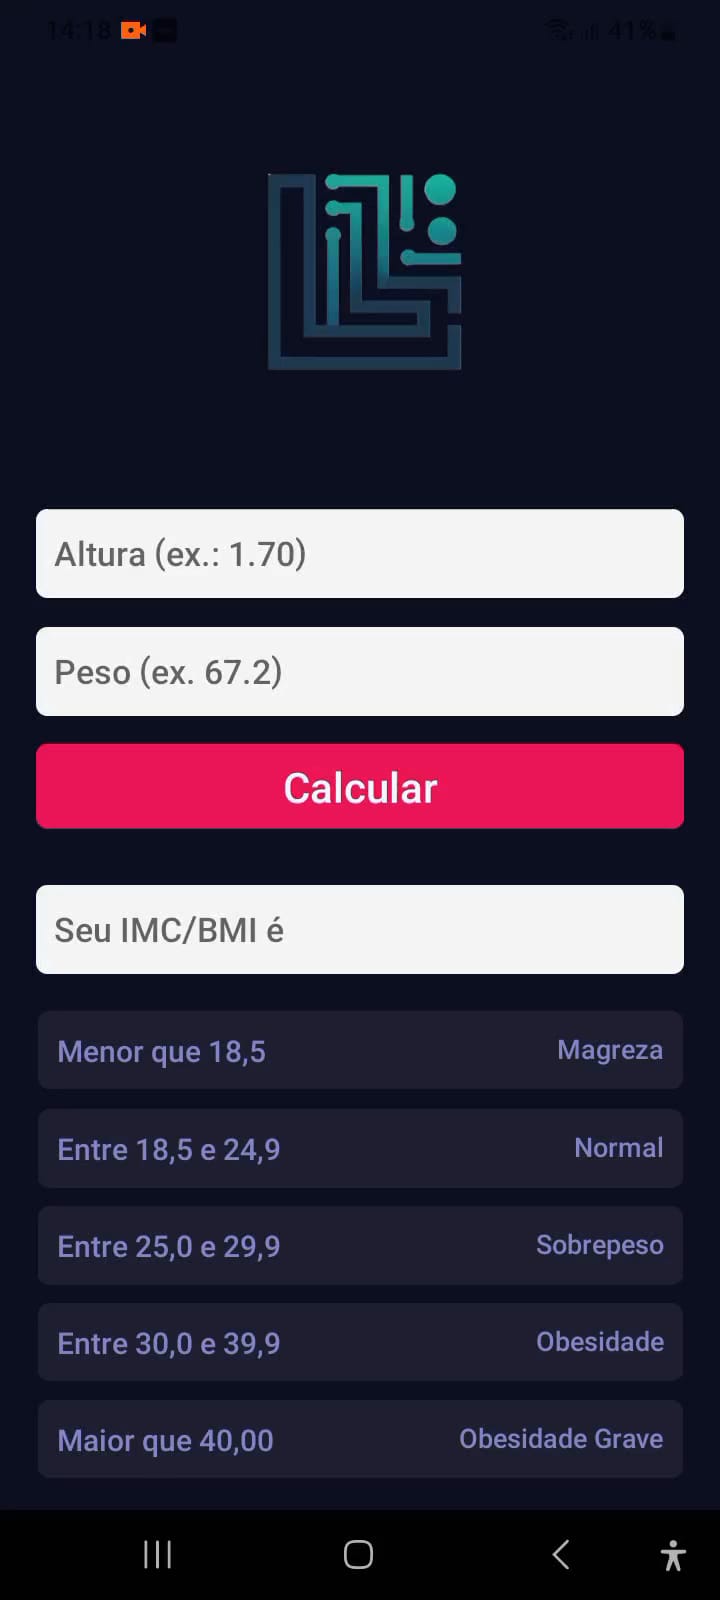 14:18 41%
Altura (ex.: 1.70)
Peso (ex. 67.2)
Calcular
Seu IMC/BMI é
Menor que 18,5 Magreza
Entre 18,5 e 24,9 Normal
Entre 25,0 e 29,9 Sobrepeso
Entre 30,0 e 39,9 Obesidade
Maior que 40,00 Obesidade Grave